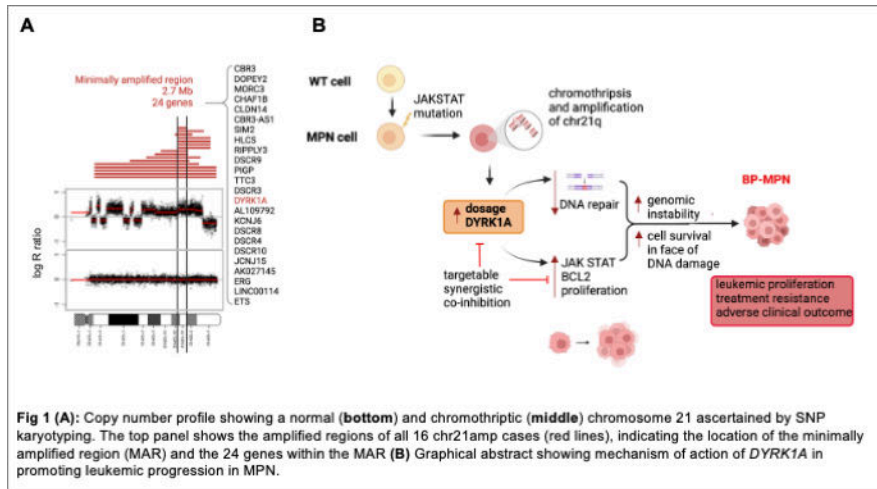 A
Minimally amplified region
2.7 Mb
24 genes
CBR3
DOPEY2
MORC3
CHAF1B
CLDN14
CBR3-AS1
SIM2
HLCS
RIPPLY3
DSCR9
PIGP
TTC3
DSCR3
DYRK1A
AL109792
KCNJ6
DSCR8
DSCR4
DSCR10
JCNJ15
AK027145
ERG
LINC00114
ETS
log R ratio
B
WT cell
JAKSTAT
mutation
MPN cell
chromothripsis
and amplification
of chr21q
dosage
DYRK1A
DNA repair
targetable
synergistic
co-inhibition
JAK STAT
BCL2
proliferation
genomic
instability
cell survival
in face of
DNA damage
BP-MPN
leukemic proliferation
treatment resistance
adverse clinical outcome
Fig 1 (A): Copy number profile showing a normal (bottom) and chromothriptic (middle) chromosome 21 ascertained by SNP
karyotyping. The top panel shows the amplified regions of all 16 chr21amp cases (red lines), indicating the location of the minimally
amplified region (MAR) and the 24 genes within the MAR (B) Graphical abstract showing mechanism of action of DYRK1A in
promoting leukemic progression in MPN.